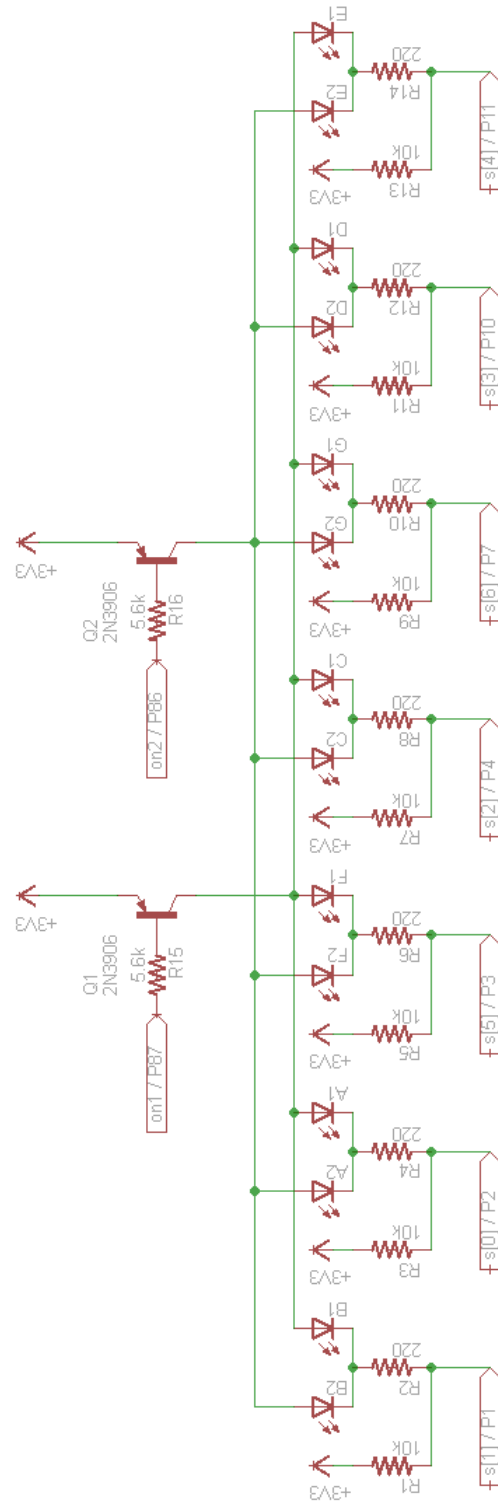 E1
E2
220
R14
10k
R13
+3V3
+s[4] / P11
D1
D2
220
R12
10k
R11
+3V3
+s[3] / P10
G1
G2
220
R10
10k
R9
+3V3
+s[6] / P7
+3V3
Q2
2N3906
5.6k
R16
on2 / P86
C1
C2
220
R8
10k
R7
+3V3
+s[2] / P4
+3V3
Q1
2N3906
5.6k
R15
on1 / P87
F1
F2
220
R6
10k
R5
+3V3
+s[5] / P3
A1
A2
220
R4
10k
R3
+3V3
+s[0] / P2
B1
B2
220
R2
10k
R1
+3V3
+s[1] / P1